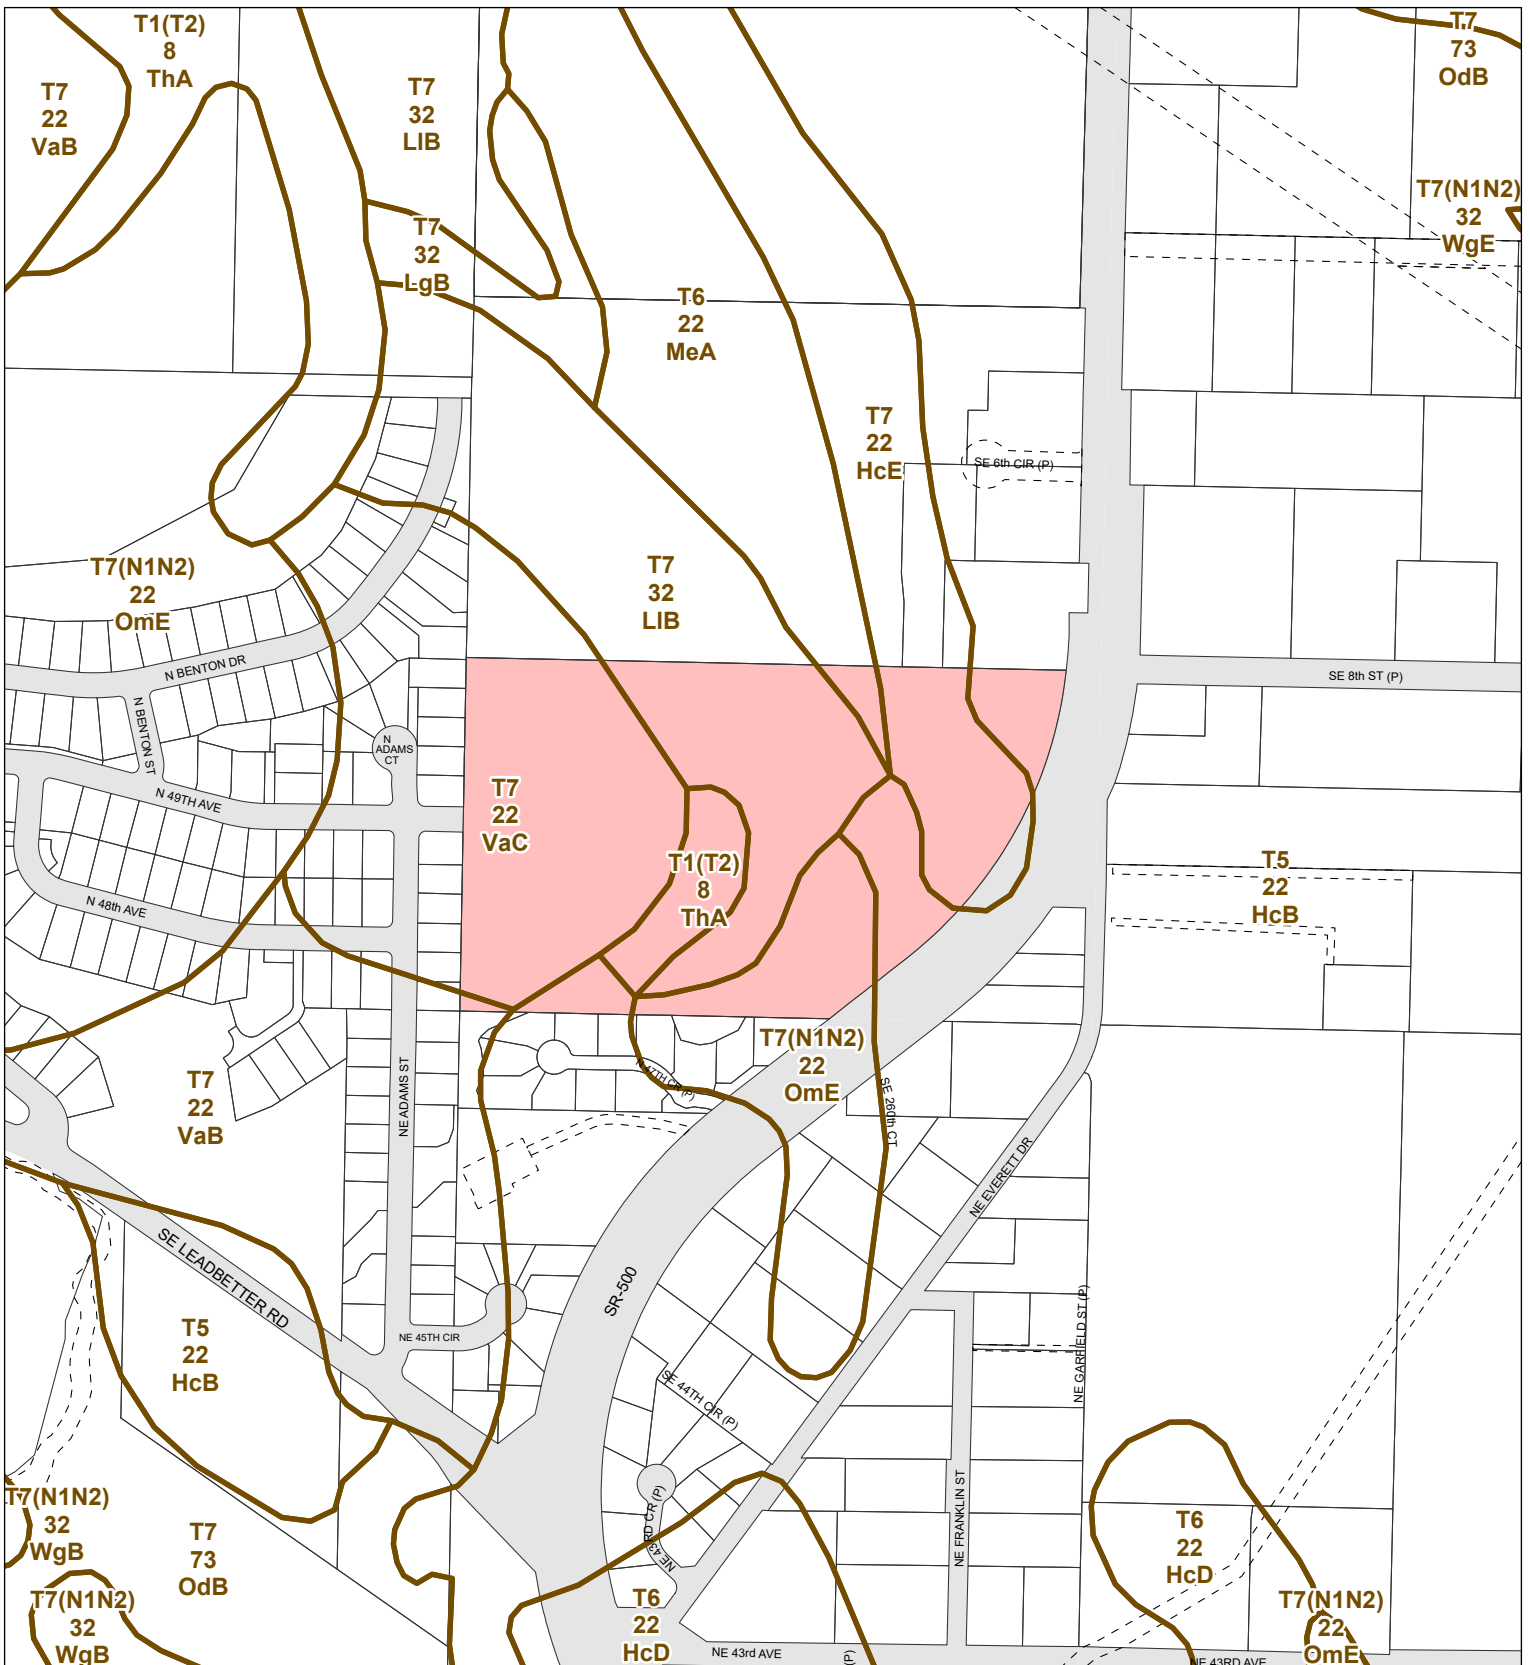 T1(T2)
8
ThA
T7
22
VaB
T7
32
LIB
T7
73
OdB
T7(N1N2)
32
WgE
T7
32
LgB
T6
22
MeA
T7
22
HcE
SE 6th CIR (P)
T7(N1N2)
22
OmE
T7
32
LIB
N BENTON DR
SE 8th ST (P)
N BENTON ST
N
ADAMS
CT
N 49TH AVE
T7
22
VaC
T1(T2)
8
ThA
T5
22
HcB
N 48th AVE
T7(N1N2)
22
OmE
N 47TH CR (P)
SE 260th CT
NE ADAMS ST
T7
22
VaB
NE EVERETT DR
SE LEADBETTER RD
SR-500
T5
22
HcB
NE 45TH CIR
NE GARFIELD ST (P)
SE 44TH CIR (P)
T7(N1N2)
32
WgB
T7
73
OdB
NE 43RD CR (P)
NE FRANKLIN ST
T6
22
HcD
T7(N1N2)
32
WgB
T6
22
HcD
T7(N1N2)
22
OmE
NE 43rd AVE
(P)
NE 43RD AVE